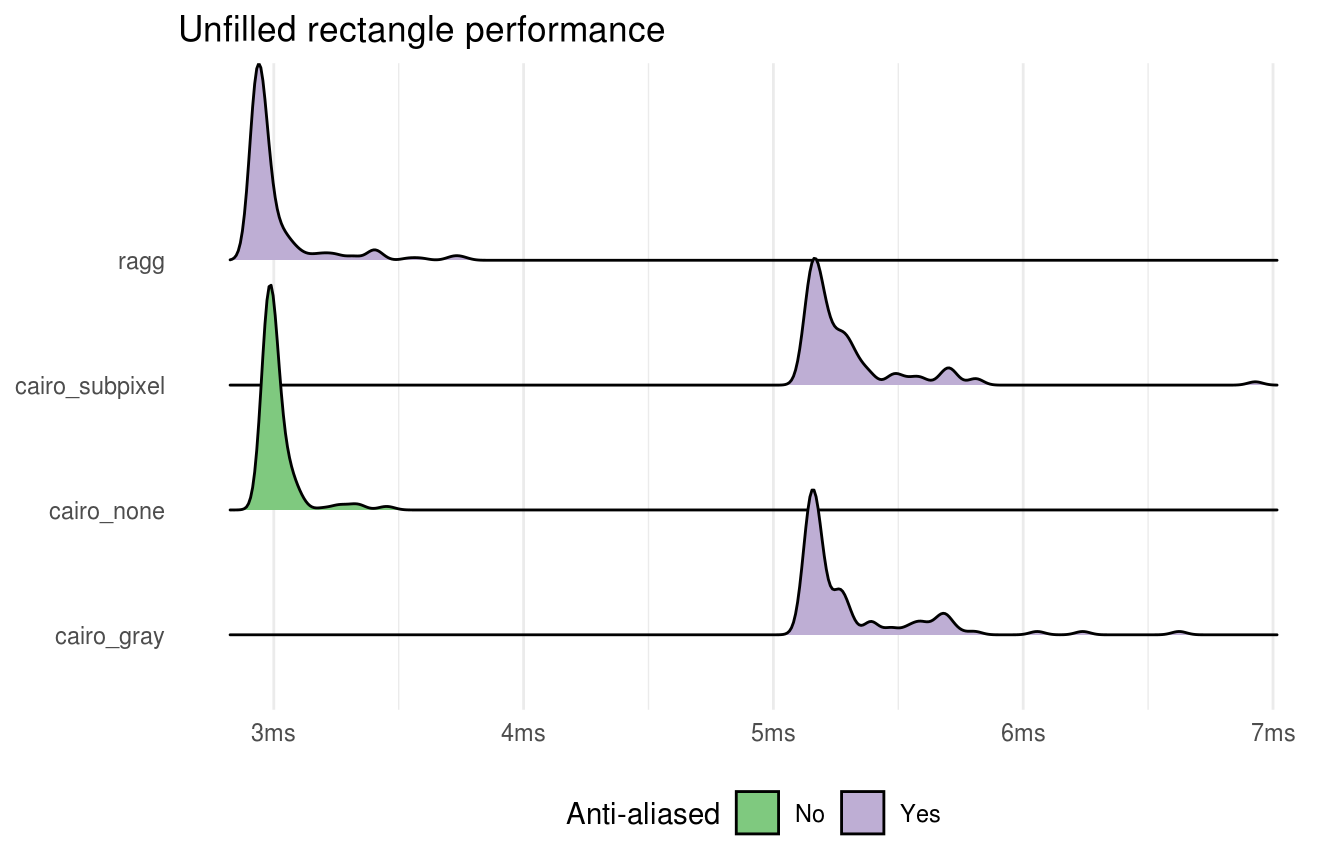 Unfilled rectangle performance
ragg
cairo_subpixel
cairo_none
cairo_gray
3ms 4ms 5ms 6ms 7ms
Anti-aliased No Yes